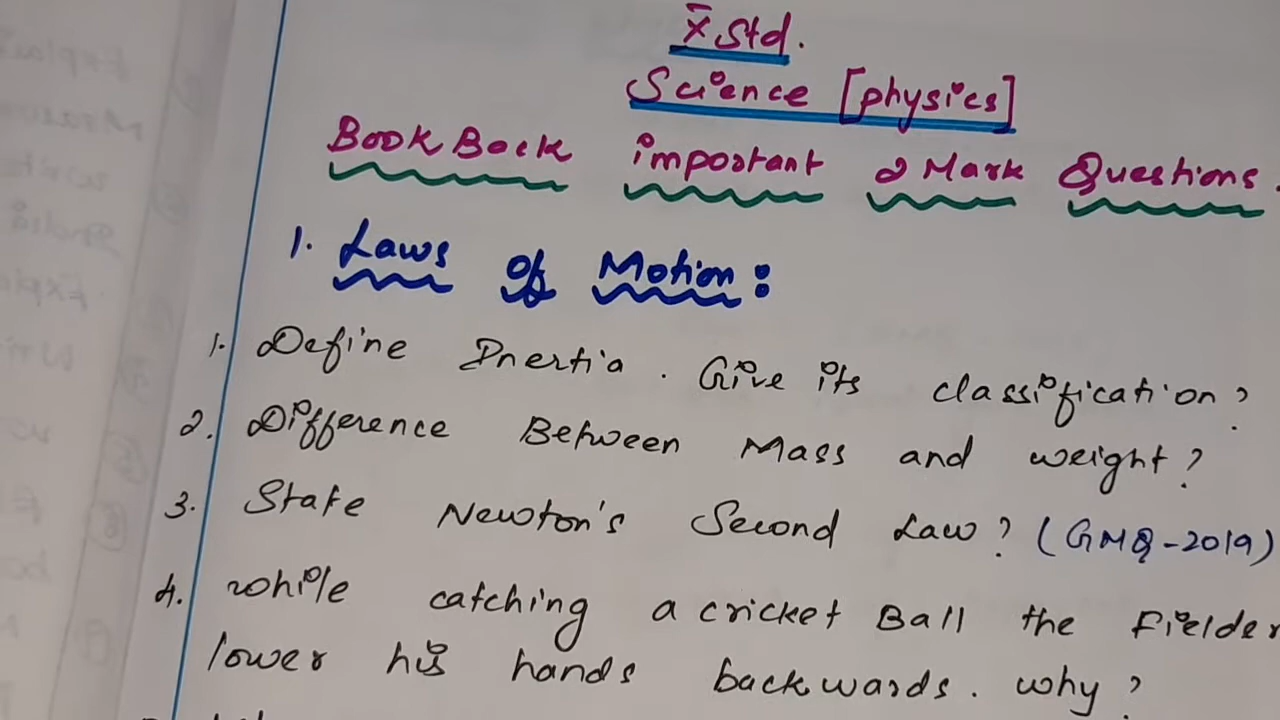 X Std.
Science [physics]
Book Back important 2 Mark Questions.
1. Laws Of Motion:
1. Define Inertia. Give its classification?
2. Difference Between Mass and weight?
3. State Newton's Second Law? (GMQ-2019)
4. while catching a cricket Ball the Fielder
lower his hands backwards. why?